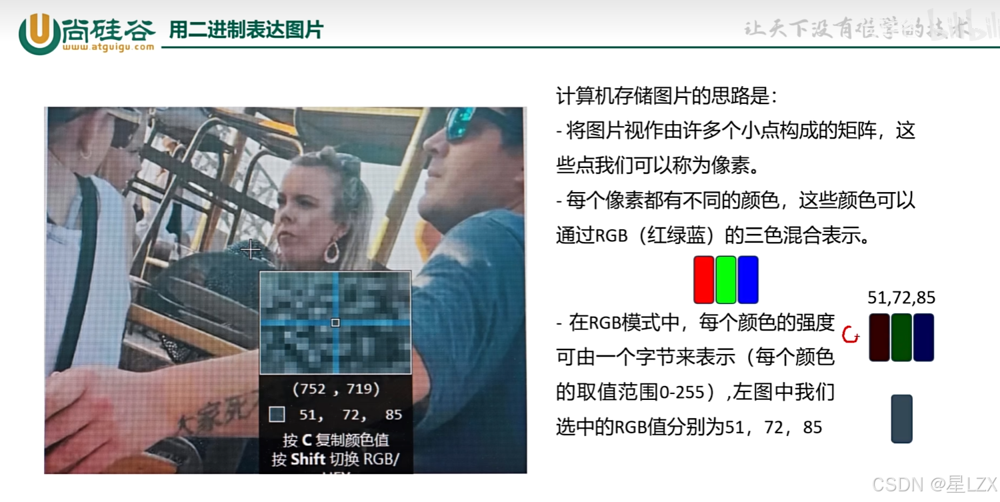 尚硅谷
www.atguigu.com
用二进制表达图片
让天下没有难学的技术
bilibili
计算机存储图片的思路是：
- 将图片视作由许多个小点构成的矩阵，这
些点我们可以称为像素。
- 每个像素都有不同的颜色，这些颜色可以
通过RGB（红绿蓝）的三色混合表示。
51,72,85
- 在RGB模式中，每个颜色的强度
可由一个字节来表示（每个颜色
的取值范围0-255）,左图中我们
选中的RGB值分别为51，72，85
大家死
(752 , 719)
51， 72， 85
按 C 复制颜色值
按 Shift 切换 RGB/
CSDN @星LZX